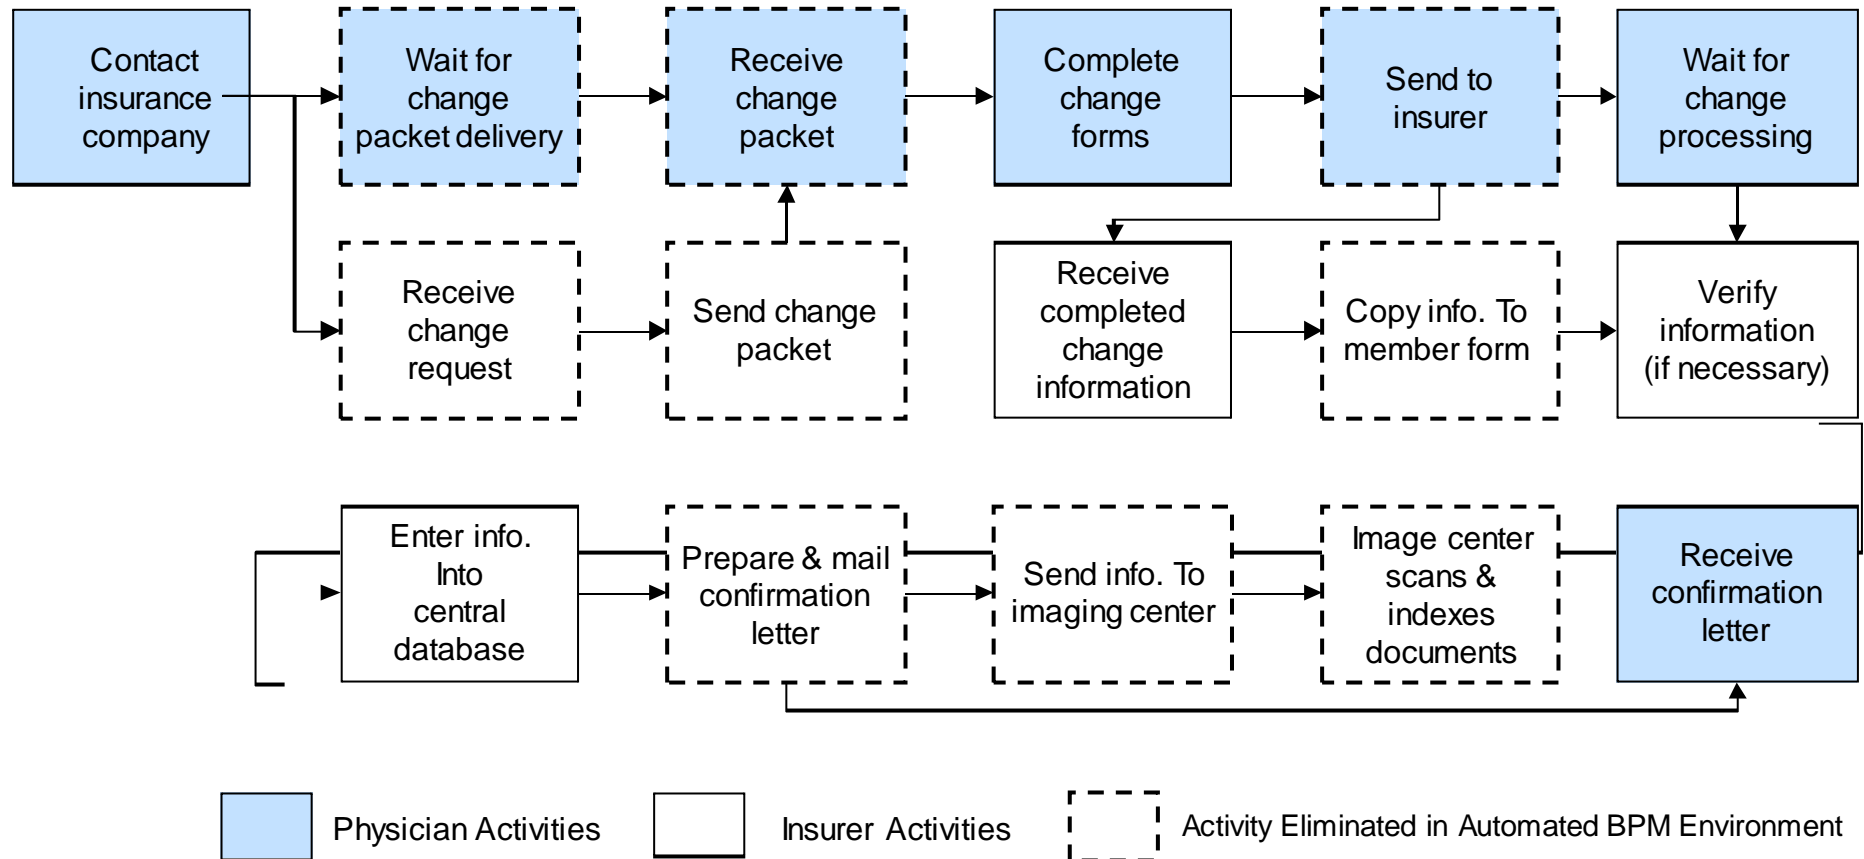 Contact
insurance
company
Wait for
change
packet delivery
Receive
change
packet
Complete
change
forms
Send to
insurer
Wait for
change
processing
Receive
change
request
Send change
packet
Receive
completed
change
information
Copy info. To
member form
Verify
information
(if necessary)
Enter info.
Into
central
database
Prepare & mail
confirmation
letter
Send info. To
imaging center
Image center
scans &
indexes
documents
Receive
confirmation
letter
Physician Activities
Insurer Activities
Activity Eliminated in Automated BPM Environment